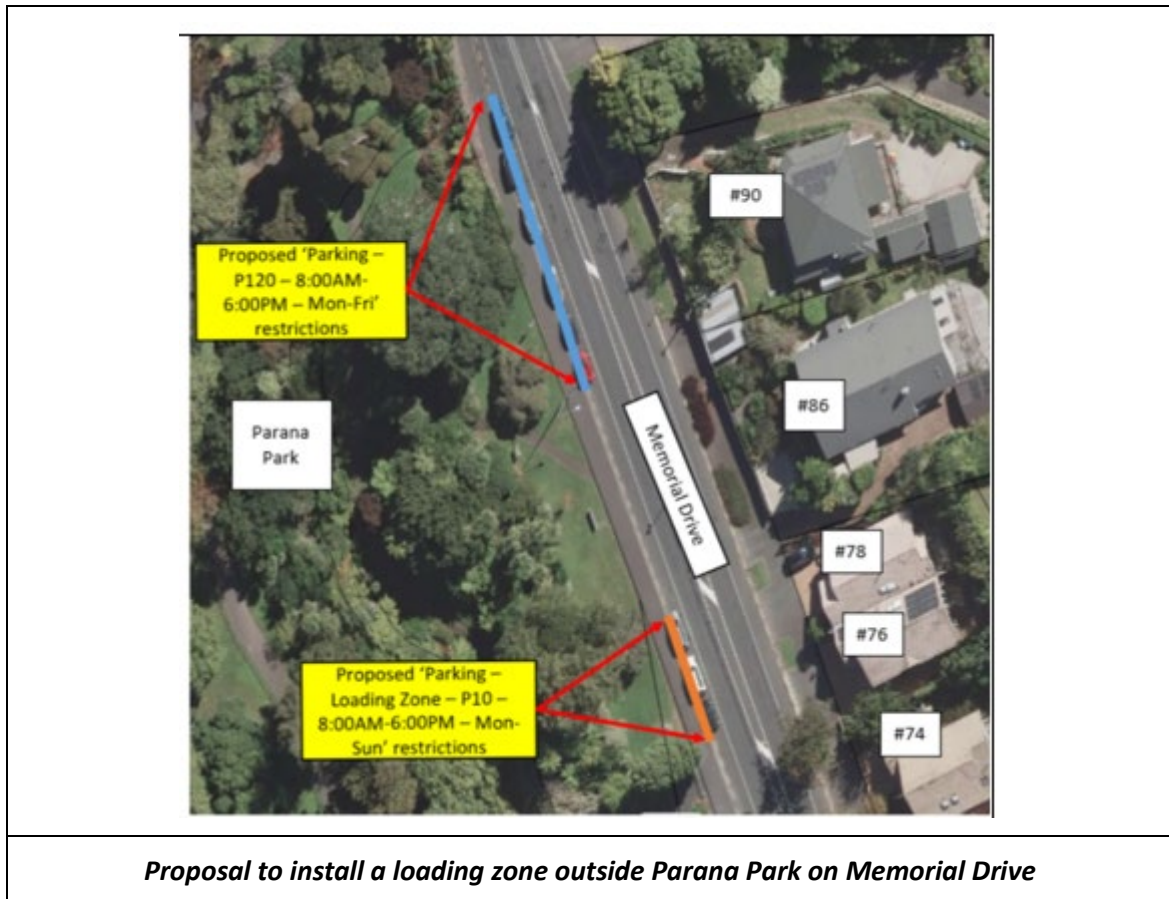 #90
Proposed 'Parking –
P120 – 8:00AM-
6:00PM – Mon-Fri'
restrictions
#86
Parana
Park
Memorial Drive
#78
#76
Proposed 'Parking –
Loading Zone – P10 –
8:00AM-6:00PM – Mon-
Sun' restrictions
#74
Proposal to install a loading zone outside Parana Park on Memorial Drive